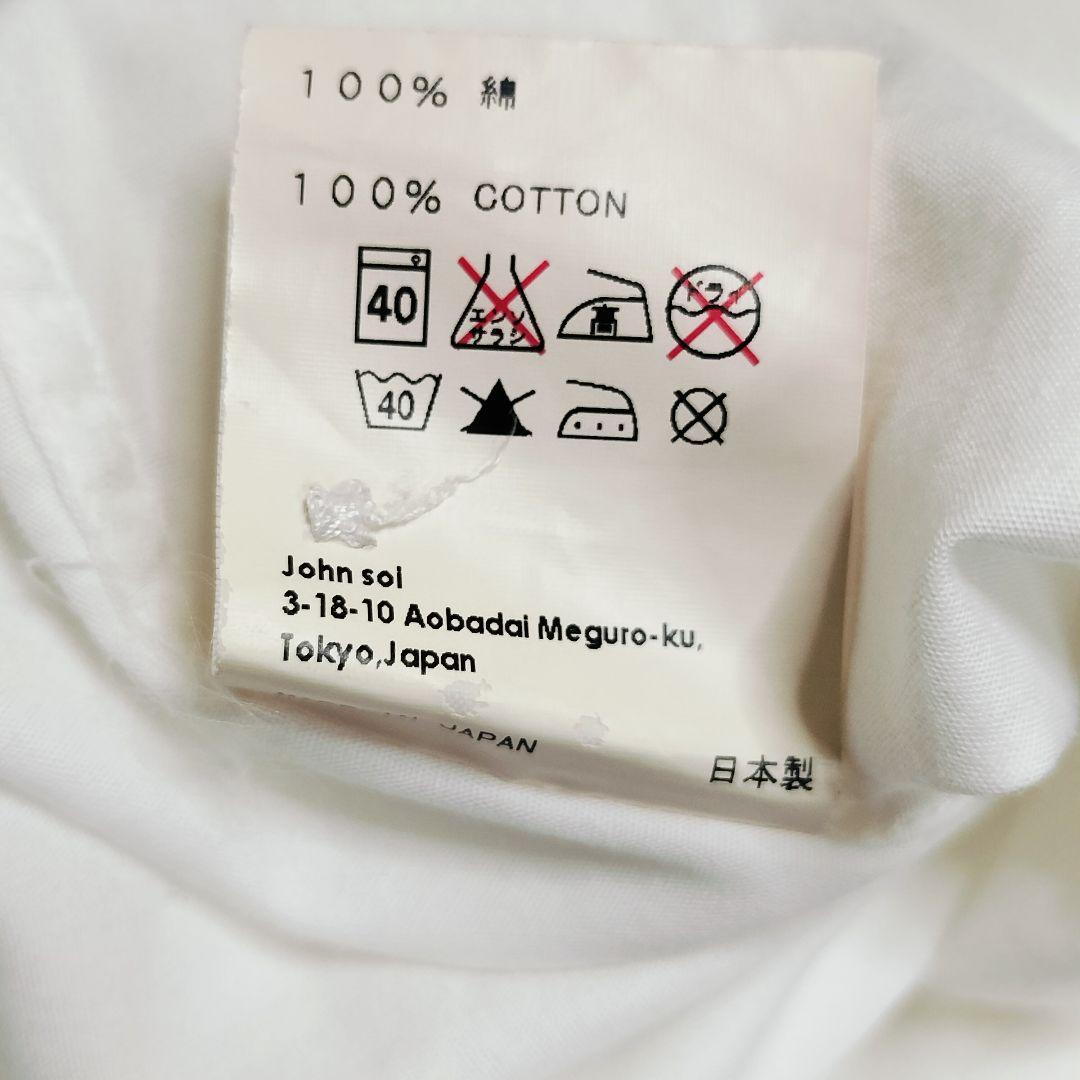 100% 綿
100% COTTON
40 エンソサラシ 高 ドライ
40
John soi
3-18-10 Aobadai Meguro-ku,
Tokyo,Japan
JAPAN
日本製